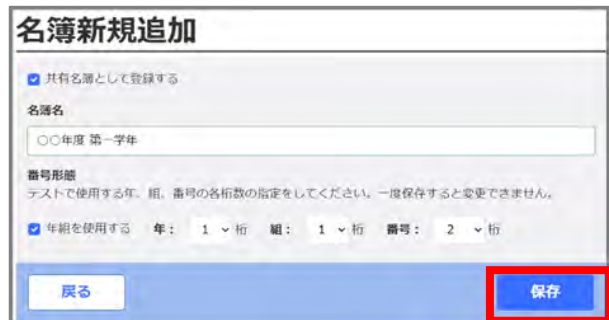 名簿新規追加
共有名簿として登録する
名簿名
○○年度 第一学年
番号形態
テストで使用する年、組、番号の各桁数の指定をしてください。一度保存すると変更できません。
年組を使用する 年： 1 桁 組： 1 桁 番号： 2 桁
戻る 保存